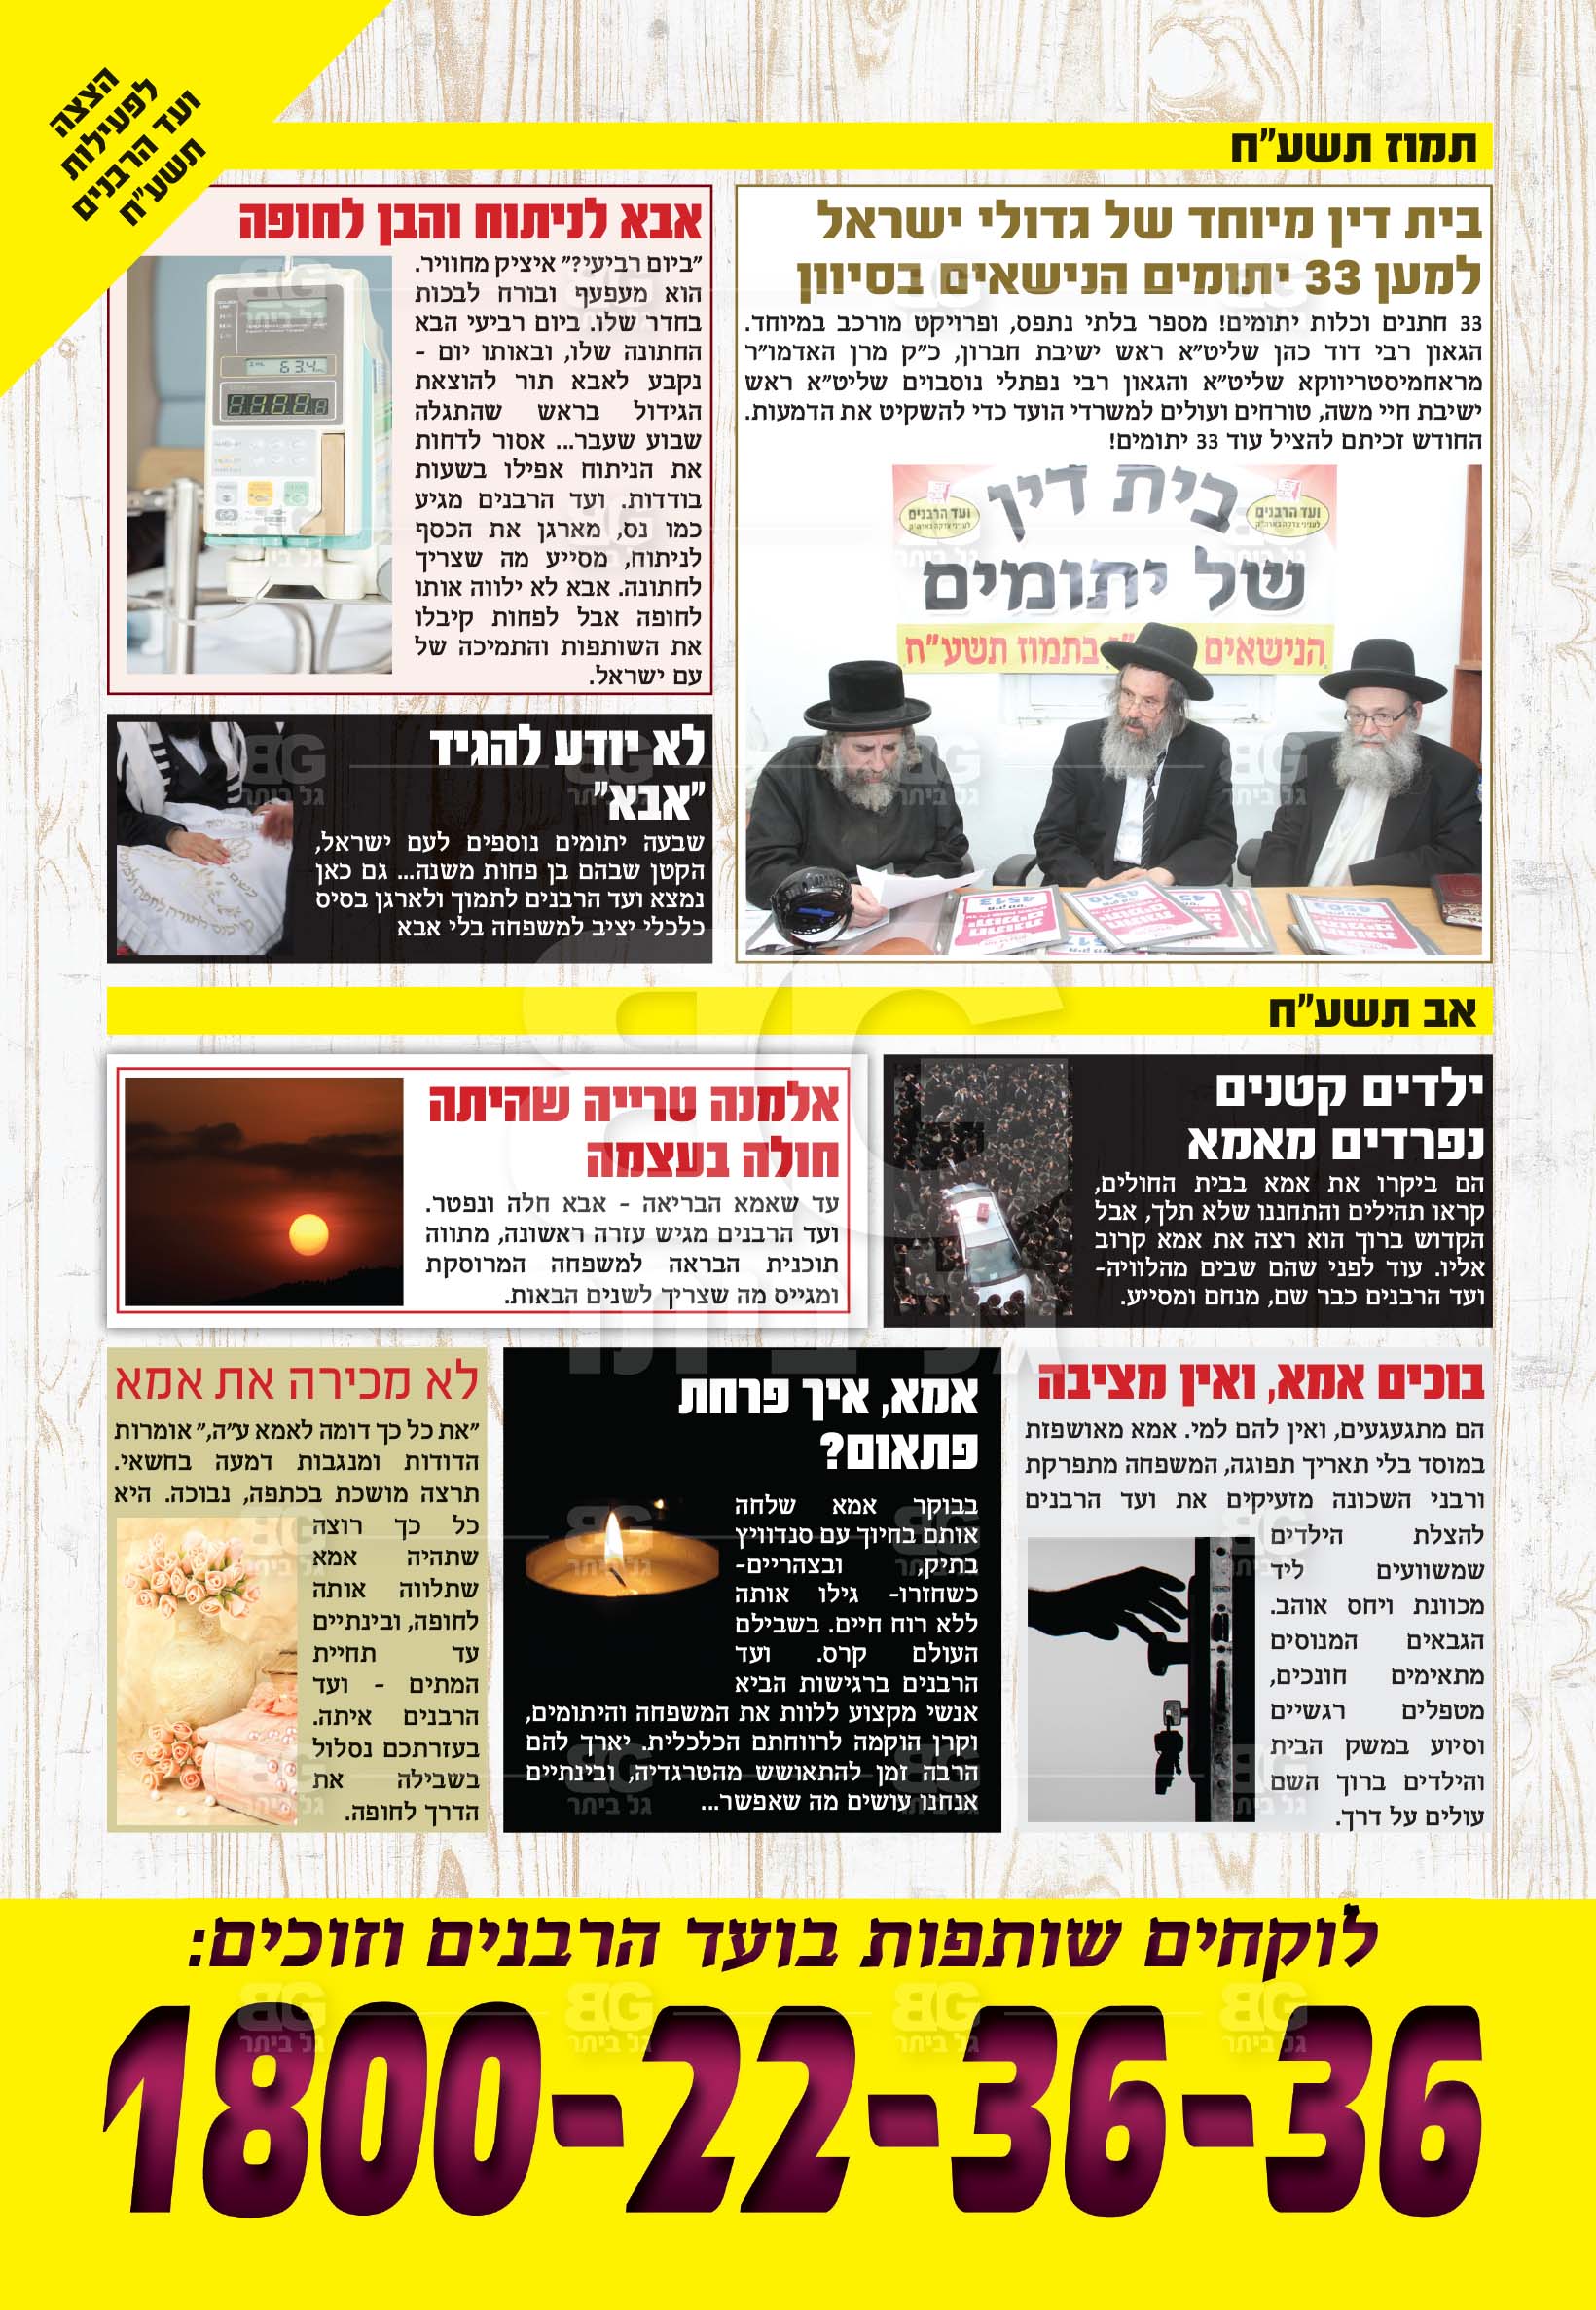 הצצה
לפעילות
ועד הרבנים
תשע"ח
תמוז תשע"ח
בית דין מיוחד של גדולי ישראל
למען 33 יתומים הנישאים בסיוון
33 חתנים וכלות יתומים! מספר בלתי נתפס, ופרויקט מורכב במיוחד.
הגאון רבי דוד כהן שליט"א ראש ישיבת חברון, כ"ק מרן האדמו"ר
מראחמיסטריווקא שליט"א והגאון רבי נפתלי נוסבוים שליט"א ראש
ישיבת חיי משה, טורחים ועולים למשרדי הועד כדי להשקיט את הדמעות.
החודש זכיתם להציל עוד 33 יתומים!
ועד הרבנים
בית דין
ועד הרבנים
של יתומים
הנישאים
בתמוז תשע"ח
4513
4510
45
4503
אבא לניתוח והבן לחופה
"ביום רביעי?" איציק מחוויר.
הוא מעפעף ובורח לבכות
בחדר שלו. ביום רביעי הבא
החתונה שלו, ובאותו יום -
נקבע לאבא תור להוצאת
הגידול בראש שהתגלה
שבוע שעבר... אסור לדחות
את הניתוח אפילו בשעות
בודדות. ועד הרבנים מגיע
כמו נס, מארגן את הכסף
לניתוח, מסייע מה שצריך
לחתונה. אבא לא ילווה אותו
לחופה אבל לפחות קיבלו
את השותפות והתמיכה של
עם ישראל.
לא יודע להגיד
"אבא"
שבעה יתומים נוספים לעם ישראל,
הקטן שבהם בן פחות משנה... גם כאן
נמצא ועד הרבנים לתמוך ולארגן בסיס
כלכלי יציב למשפחה בלי אבא
אב תשע"ח
ילדים קטנים
נפרדים מאמא
הם ביקרו את אמא בבית החולים,
קראו תהילים והתחננו שלא תלך, אבל
הקדוש ברוך הוא רצה את אמא קרוב
אליו. עוד לפני שהם שבים מהלוויה-
ועד הרבנים כבר שם, מנחם ומסייע.
אלמנה טרייה שהיתה
חולה בעצמה
עד שאמא הבריאה - אבא חלה ונפטר.
ועד הרבנים מגיש עזרה ראשונה, מתווה
תוכנית הבראה למשפחה המרוסקת
ומגייס מה שצריך לשנים הבאות.
בוכים אמא, ואין מציבה
הם מתגעגעים, ואין להם למי. אמא מאושפזת
במוסד בלי תאריך תפוגה, המשפחה מתפרקת
ורבני השכונה מזעיקים את ועד הרבנים
להצלת הילדים
שמשוועים ליד
מכוונת ויחס אוהב.
הגבאים המנוסים
מתאימים חונכים,
מטפלים רגשיים
וסיוע במשק הבית
והילדים ברוך השם
עולים על דרך.
אמא, איך פרחת
פתאום?
בבוקר אמא שלחה
אותם בחיוך עם סנדוויץ
בתיק, ובצהריים-
כשחזרו- גילו אותה
ללא רוח חיים. בשבילם
העולם קרס. ועד
הרבנים ברגישות הביא
אנשי מקצוע ללוות את המשפחה והיתומים,
וקרן הוקמה לרווחתם הכלכלית. יארך להם
הרבה זמן להתאושש מהטרגדיה, ובינתיים
אנחנו עושים מה שאפשר...
לא מכירה את אמא
"את כל כך דומה לאמא ע"ה," אומרות
הדודות ומנגבות דמעה בחשאי.
תרצה מושכת בכתפה, נבוכה. היא
כל כך רוצה
שתהיה אמא
שתלווה אותה
לחופה, ובינתיים
עד תחיית
המתים - ועד
הרבנים איתה.
בעזרתכם נסלול
בשבילה את
הדרך לחופה.
לוקחים שותפות בועד הרבנים וזוכים:
1800-22-36-36
BG
גל ביתר